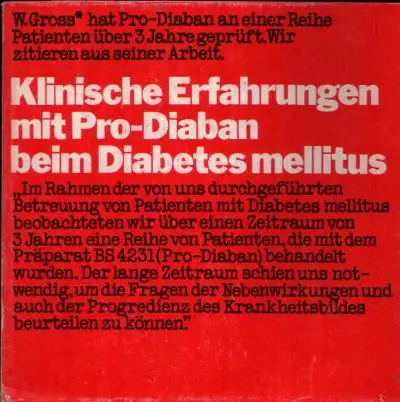 W. Gross* hat Pro-Diaban an einer Reihe
Patienten über 3 Jahre geprüft. Wir
zitieren aus seiner Arbeit.
Klinische Erfahrungen
mit Pro-Diaban
beim Diabetes mellitus
„Im Rahmen der von uns durchgeführten
Betreuung von Patienten mit Diabetes mellitus
beobachteten wir über einen Zeitraum von
3 Jahren eine Reihe von Patienten, die mit dem
Präparat BS 4231 (Pro-Diaban) behandelt
wurden. Der lange Zeitraum schien uns not-
wendig, um die Fragen der Nebenwirkungen und
auch der Progredienz des Krankheitsbildes
beurteilen zu können."